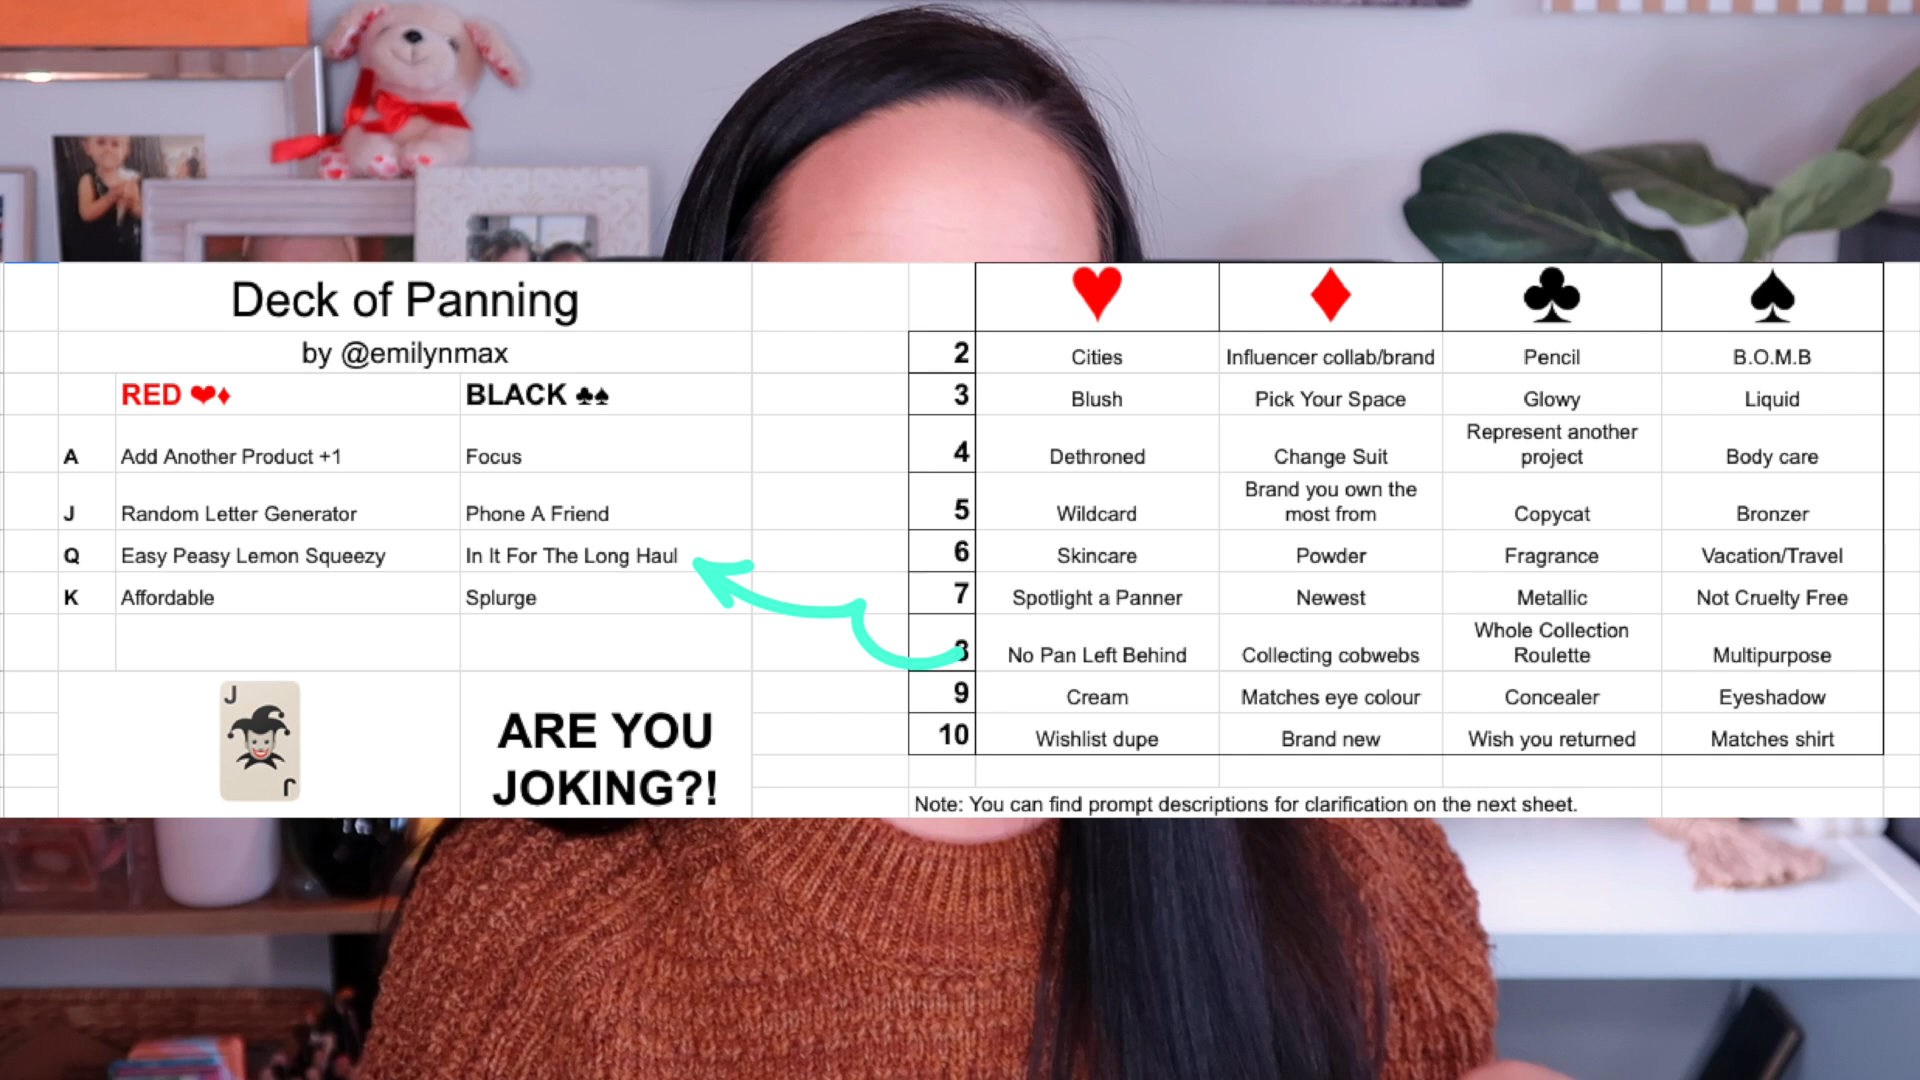 Deck of Panning
by @emilynmax
RED ♥♦ BLACK ♣♠
A Add Another Product +1 Focus
J Random Letter Generator Phone A Friend
Q Easy Peasy Lemon Squeezy In It For The Long Haul
K Affordable Splurge
J
J
ARE YOU
JOKING?!
♥ ♦ ♣ ♠
2 Cities Influencer collab/brand Pencil B.O.M.B
3 Blush Pick Your Space Glowy Liquid
4 Dethroned Change Suit Represent another
project Body care
5 Wildcard Brand you own the
most from Copycat Bronzer
6 Skincare Powder Fragrance Vacation/Travel
7 Spotlight a Panner Newest Metallic Not Cruelty Free
8 No Pan Left Behind Collecting cobwebs Whole Collection
Roulette Multipurpose
9 Cream Matches eye colour Concealer Eyeshadow
10 Wishlist dupe Brand new Wish you returned Matches shirt
Note: You can find prompt descriptions for clarification on the next sheet.